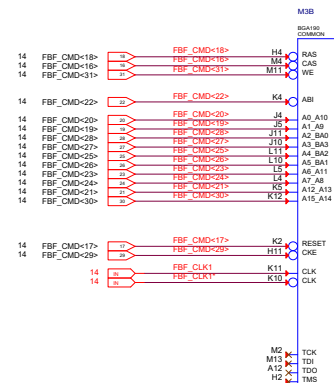 M3B
BGA190
COMMON
14 FBF_CMD<18> 18 FBF_CMD<18> H4 RAS
14 FBF_CMD<16> 16 FBF_CMD<16> M4 CAS
14 FBF_CMD<31> 31 FBF_CMD<31> M11 WE
14 FBF_CMD<22> 22 FBF_CMD<22> K4 ABI
14 FBF_CMD<20> 20 FBF_CMD<20> J4 A0_A10
14 FBF_CMD<19> 19 FBF_CMD<19> J5 A1_A9
14 FBF_CMD<28> 28 FBF_CMD<28> J11 A2_BA0
14 FBF_CMD<27> 27 FBF_CMD<27> J10 A3_BA3
14 FBF_CMD<25> 25 FBF_CMD<25> L11 A4_BA2
14 FBF_CMD<26> 26 FBF_CMD<26> L10 A5_BA1
14 FBF_CMD<23> 23 FBF_CMD<23> L5 A6_A11
14 FBF_CMD<24> 24 FBF_CMD<24> L4 A7_A8
14 FBF_CMD<21> 21 FBF_CMD<21> K5 A12_A13
14 FBF_CMD<30> 30 FBF_CMD<30> K12 A15_A14
14 FBF_CMD<17> 17 FBF_CMD<17> K2 RESET
14 FBF_CMD<29> 29 FBF_CMD<29> H11 CKE
14 IN FBF_CLK1 K11 CLK
14 IN FBF_CLK1* K10 CLK
M2 TCK
M13 TDI
A12 TDO
H2 TMS